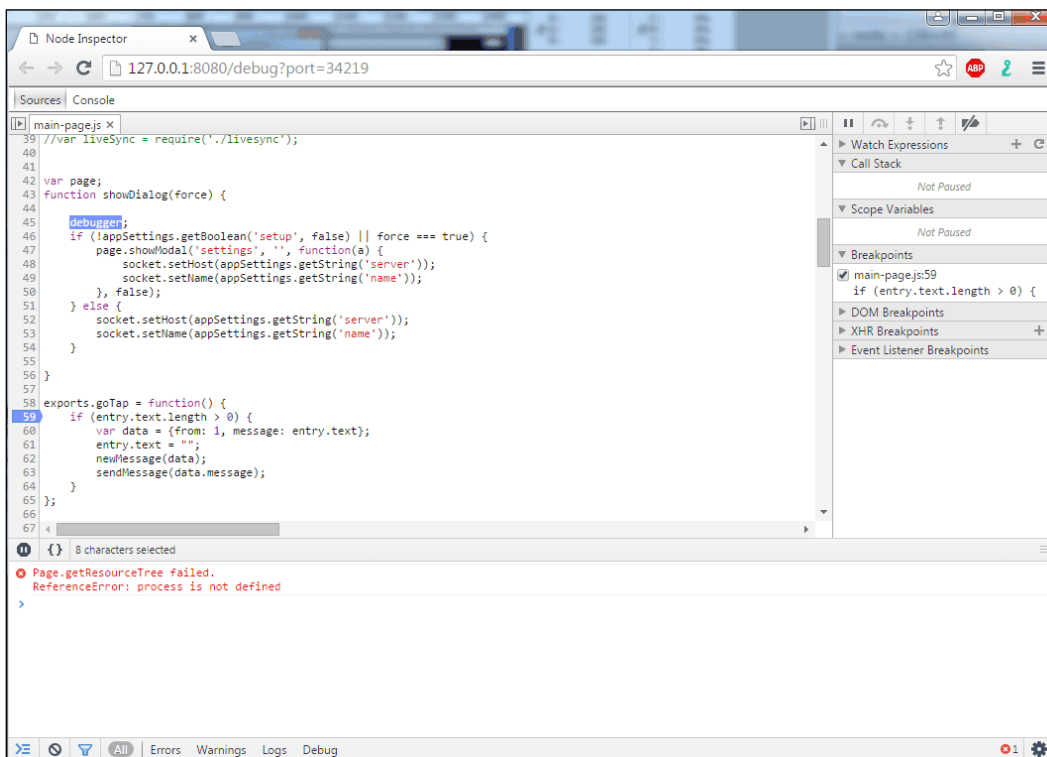 Node Inspector ×
127.0.0.1:8080/debug?port=34219
ABP
Sources Console
main-page.js ×
39 //var liveSync = require('./livesync');
40
41
42 var page;
43 function showDialog(force) {
44
45     debugger;
46     if (!appSettings.getBoolean('setup', false) || force === true) {
47         page.showModal('settings', '', function(a) {
48             socket.setHost(appSettings.getString('server'));
49             socket.setName(appSettings.getString('name'));
50         }, false);
51     } else {
52         socket.setHost(appSettings.getString('server'));
53         socket.setName(appSettings.getString('name'));
54     }
55
56 }
57
58 exports.goTap = function() {
59     if (entry.text.length > 0) {
60         var data = {from: 1, message: entry.text};
61         entry.text = "";
62         newMessage(data);
63         sendMessage(data.message);
64     }
65 };
66
67
{ } 8 characters selected
Watch Expressions
Call Stack
Not Paused
Scope Variables
Not Paused
Breakpoints
main-page.js:59
if (entry.text.length > 0) {
DOM Breakpoints
XHR Breakpoints
Event Listener Breakpoints
Page.getResourceTree failed.
ReferenceError: process is not defined
>
All Errors Warnings Logs Debug
1